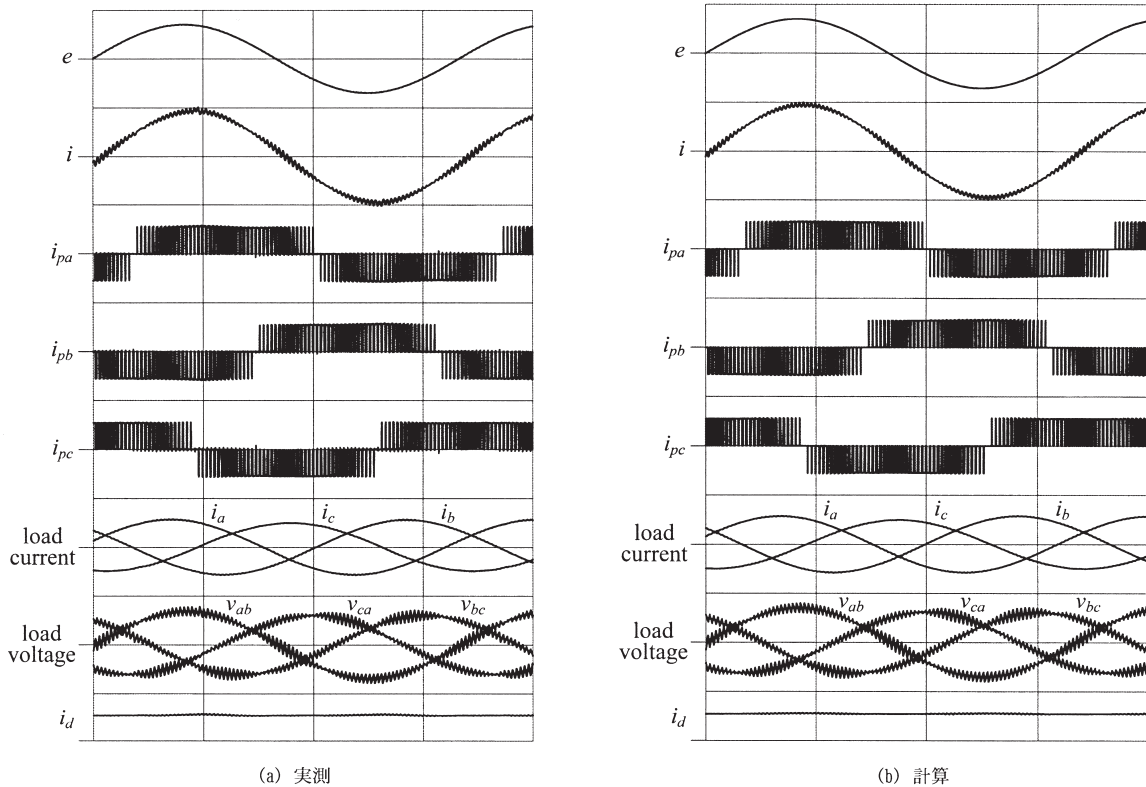 e
i
i_pa
i_pb
i_pc
load
current
i_a
i_c
i_b
load
voltage
v_ab
v_ca
v_bc
i_d
(a) 実測
e
i
i_pa
i_pb
i_pc
load
current
i_a
i_c
i_b
load
voltage
v_ab
v_ca
v_bc
i_d
(b) 計算